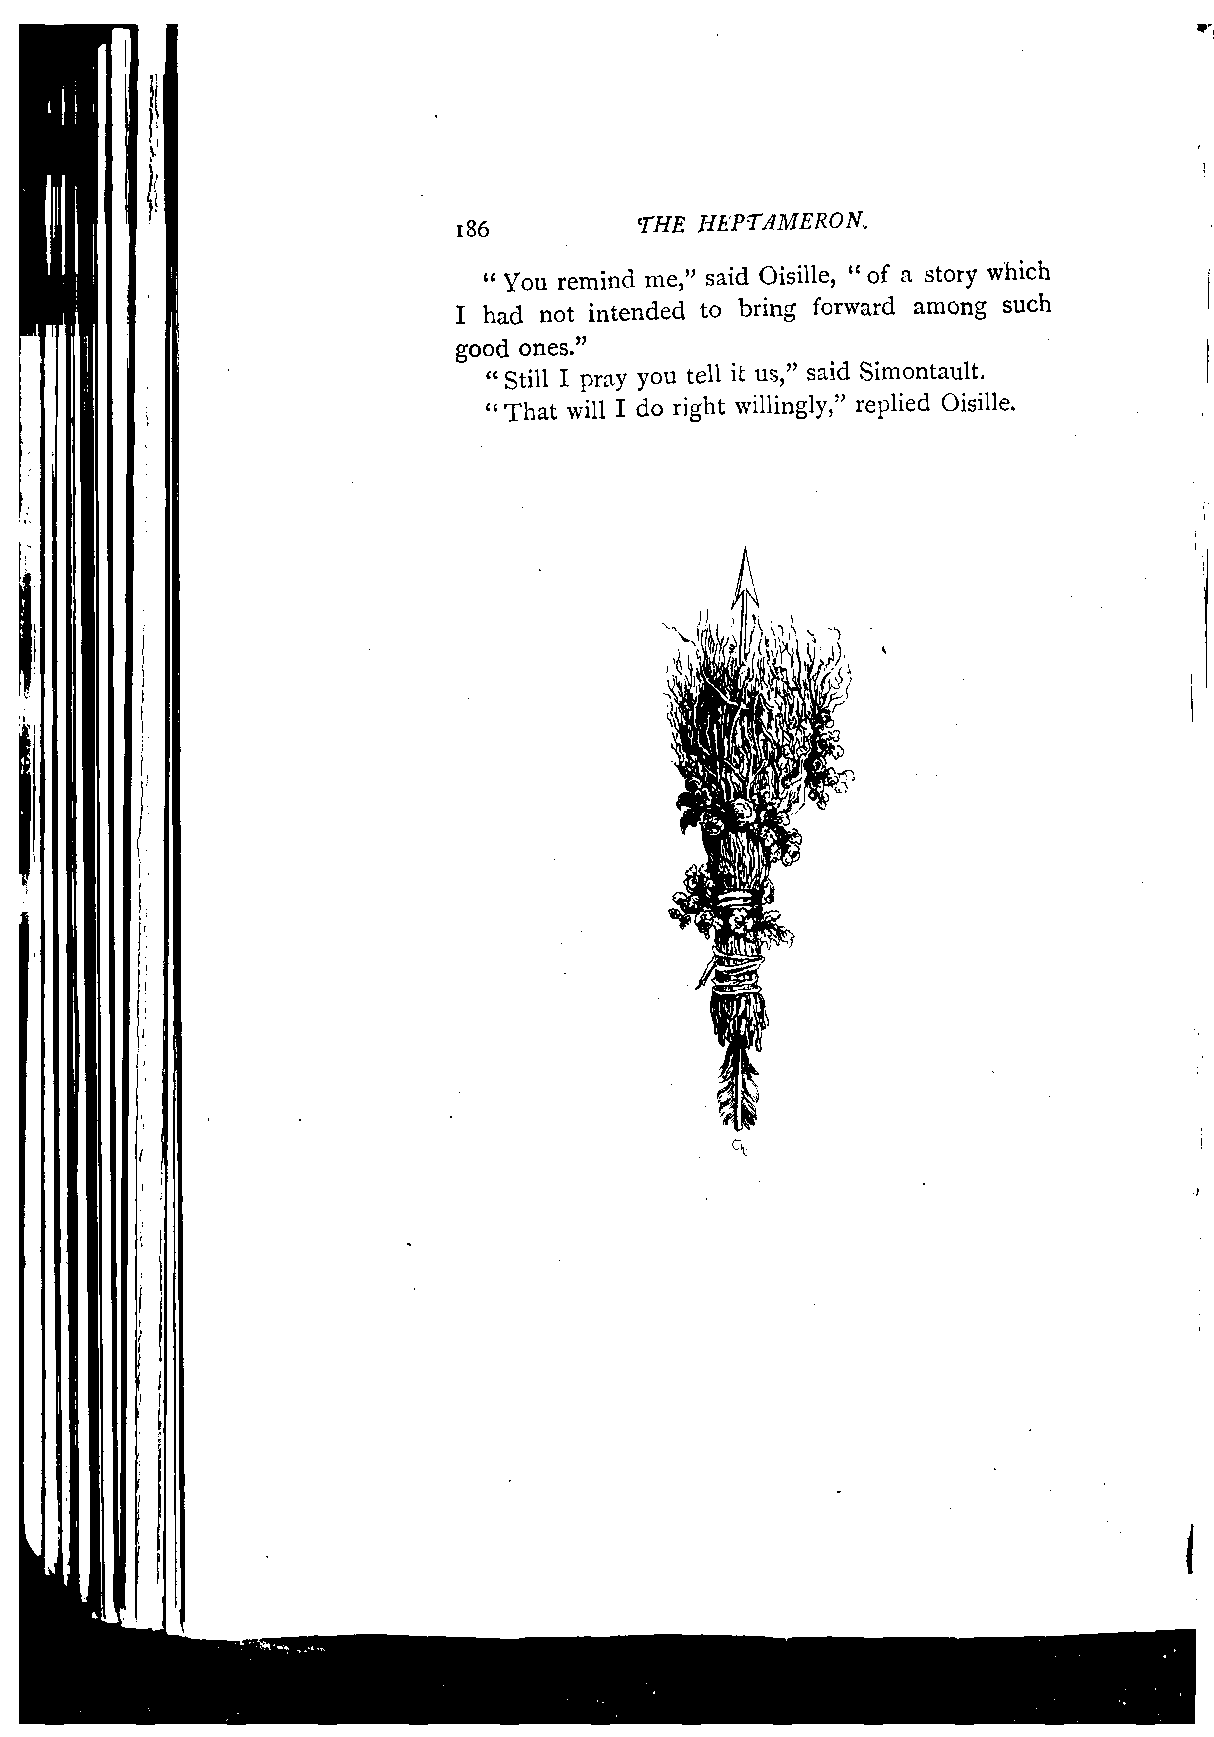 186 THE HEPTAMERON.
“ You remind me,” said Oisille, “ of a story which
I had not intended to bring forward among such
good ones.”
“ Still I pray you tell it us,” said Simontault.
“ That will I do right willingly,” replied Oisille.